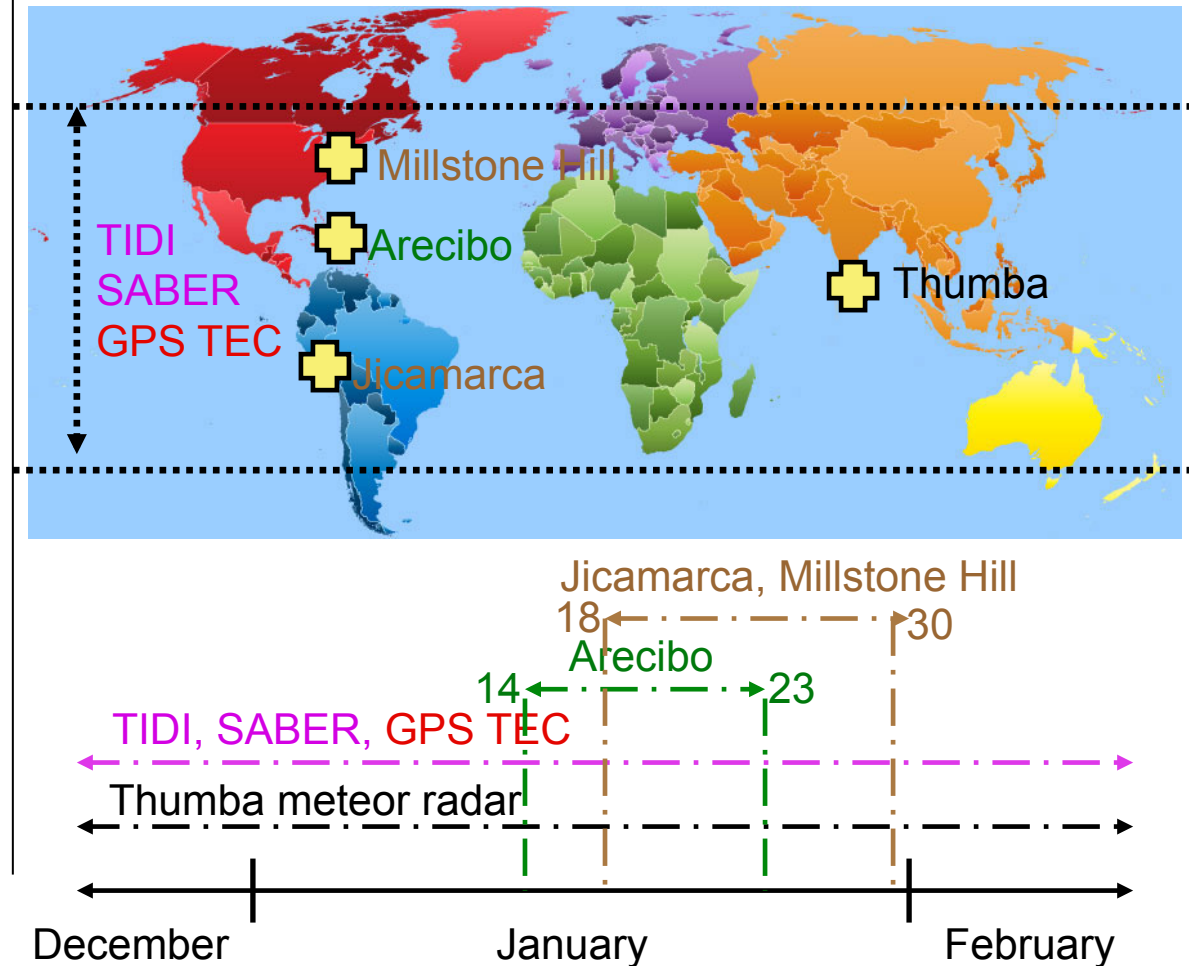 Millstone Hill
TIDI
SABER
GPS TEC
Arecibo
Thumba
Jicamarca
Jicamarca, Millstone Hill
18
30
Arecibo
14
23
TIDI, SABER, GPS TEC
Thumba meteor radar
December
January
February